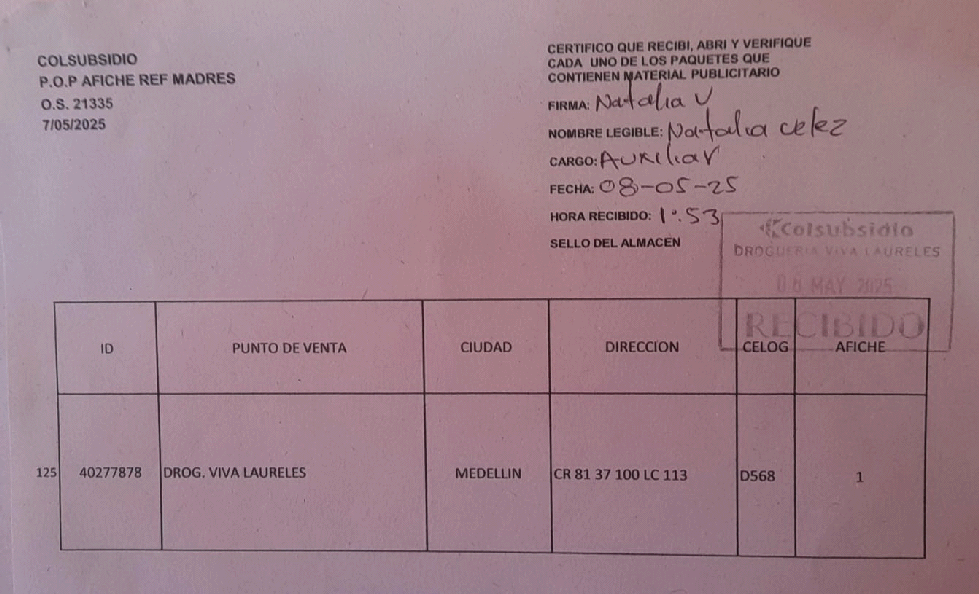 COLSUBSIDIO
P.O.P AFICHE REF MADRES
O.S. 21335
7/05/2025
CERTIFICO QUE RECIBI, ABRI Y VERIFIQUE
CADA UNO DE LOS PAQUETES QUE
CONTIENEN MATERIAL PUBLICITARIO
FIRMA: Natalia V
NOMBRE LEGIBLE: Natalia Celez
CARGO: Auxiliar
FECHA: 08-05-25
HORA RECIBIDO: 1:53
SELLO DEL ALMACEN
Colsubsidio
DROGUERIA VIVA LAURELES
MAY 2025
RECIBIDO
ID PUNTO DE VENTA CIUDAD DIRECCION CELOG AFICHE
125 40277878 DROG. VIVA LAURELES MEDELLIN CR 81 37 100 LC 113 D568 1